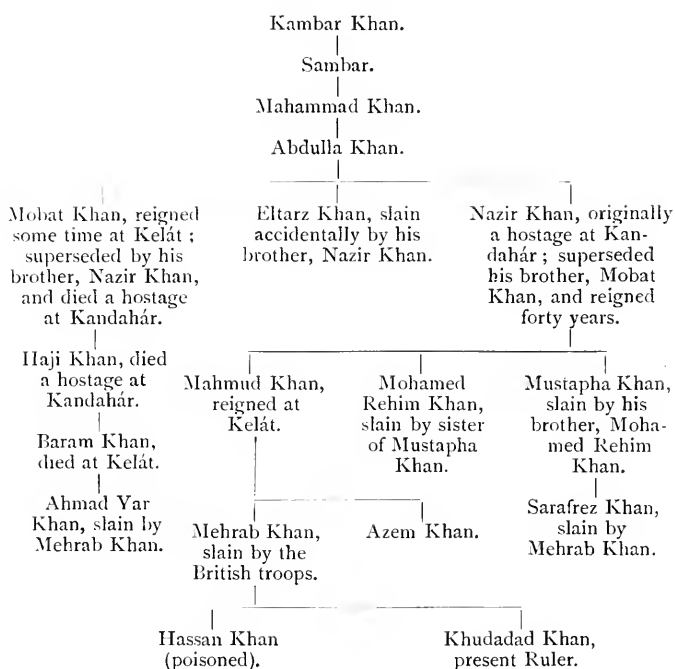 Kambar Khan.
Sambar.
Mahammad Khan.
Abdulla Khan.
Mobat Khan, reigned
some time at Kelát ;
superseded by his
brother, Nazir Khan,
and died a hostage
at Kandahár.
Eltarz Khan, slain
accidentally by his
brother, Nazir Khan.
Nazir Khan, originally
a hostage at Kan-
dahár ; superseded
his brother, Mobat
Khan, and reigned
forty years.
Haji Khan, died
a hostage at
Kandahár.
Mahmud Khan,
reigned at
Kelát.
Mohamed
Rehim Khan,
slain by sister
of Mustapha
Khan.
Mustapha Khan,
slain by his
brother, Moha-
med Rehim
Khan.
Baram Khan,
died at Kelát.
Ahmad Yar
Khan, slain by
Mehrab Khan.
Mehrab Khan,
slain by the
British troops.
Azem Khan.
Sarafrez Khan,
slain by
Mehrab Khan.
Hassan Khan
(poisoned).
Khudadad Khan,
present Ruler.